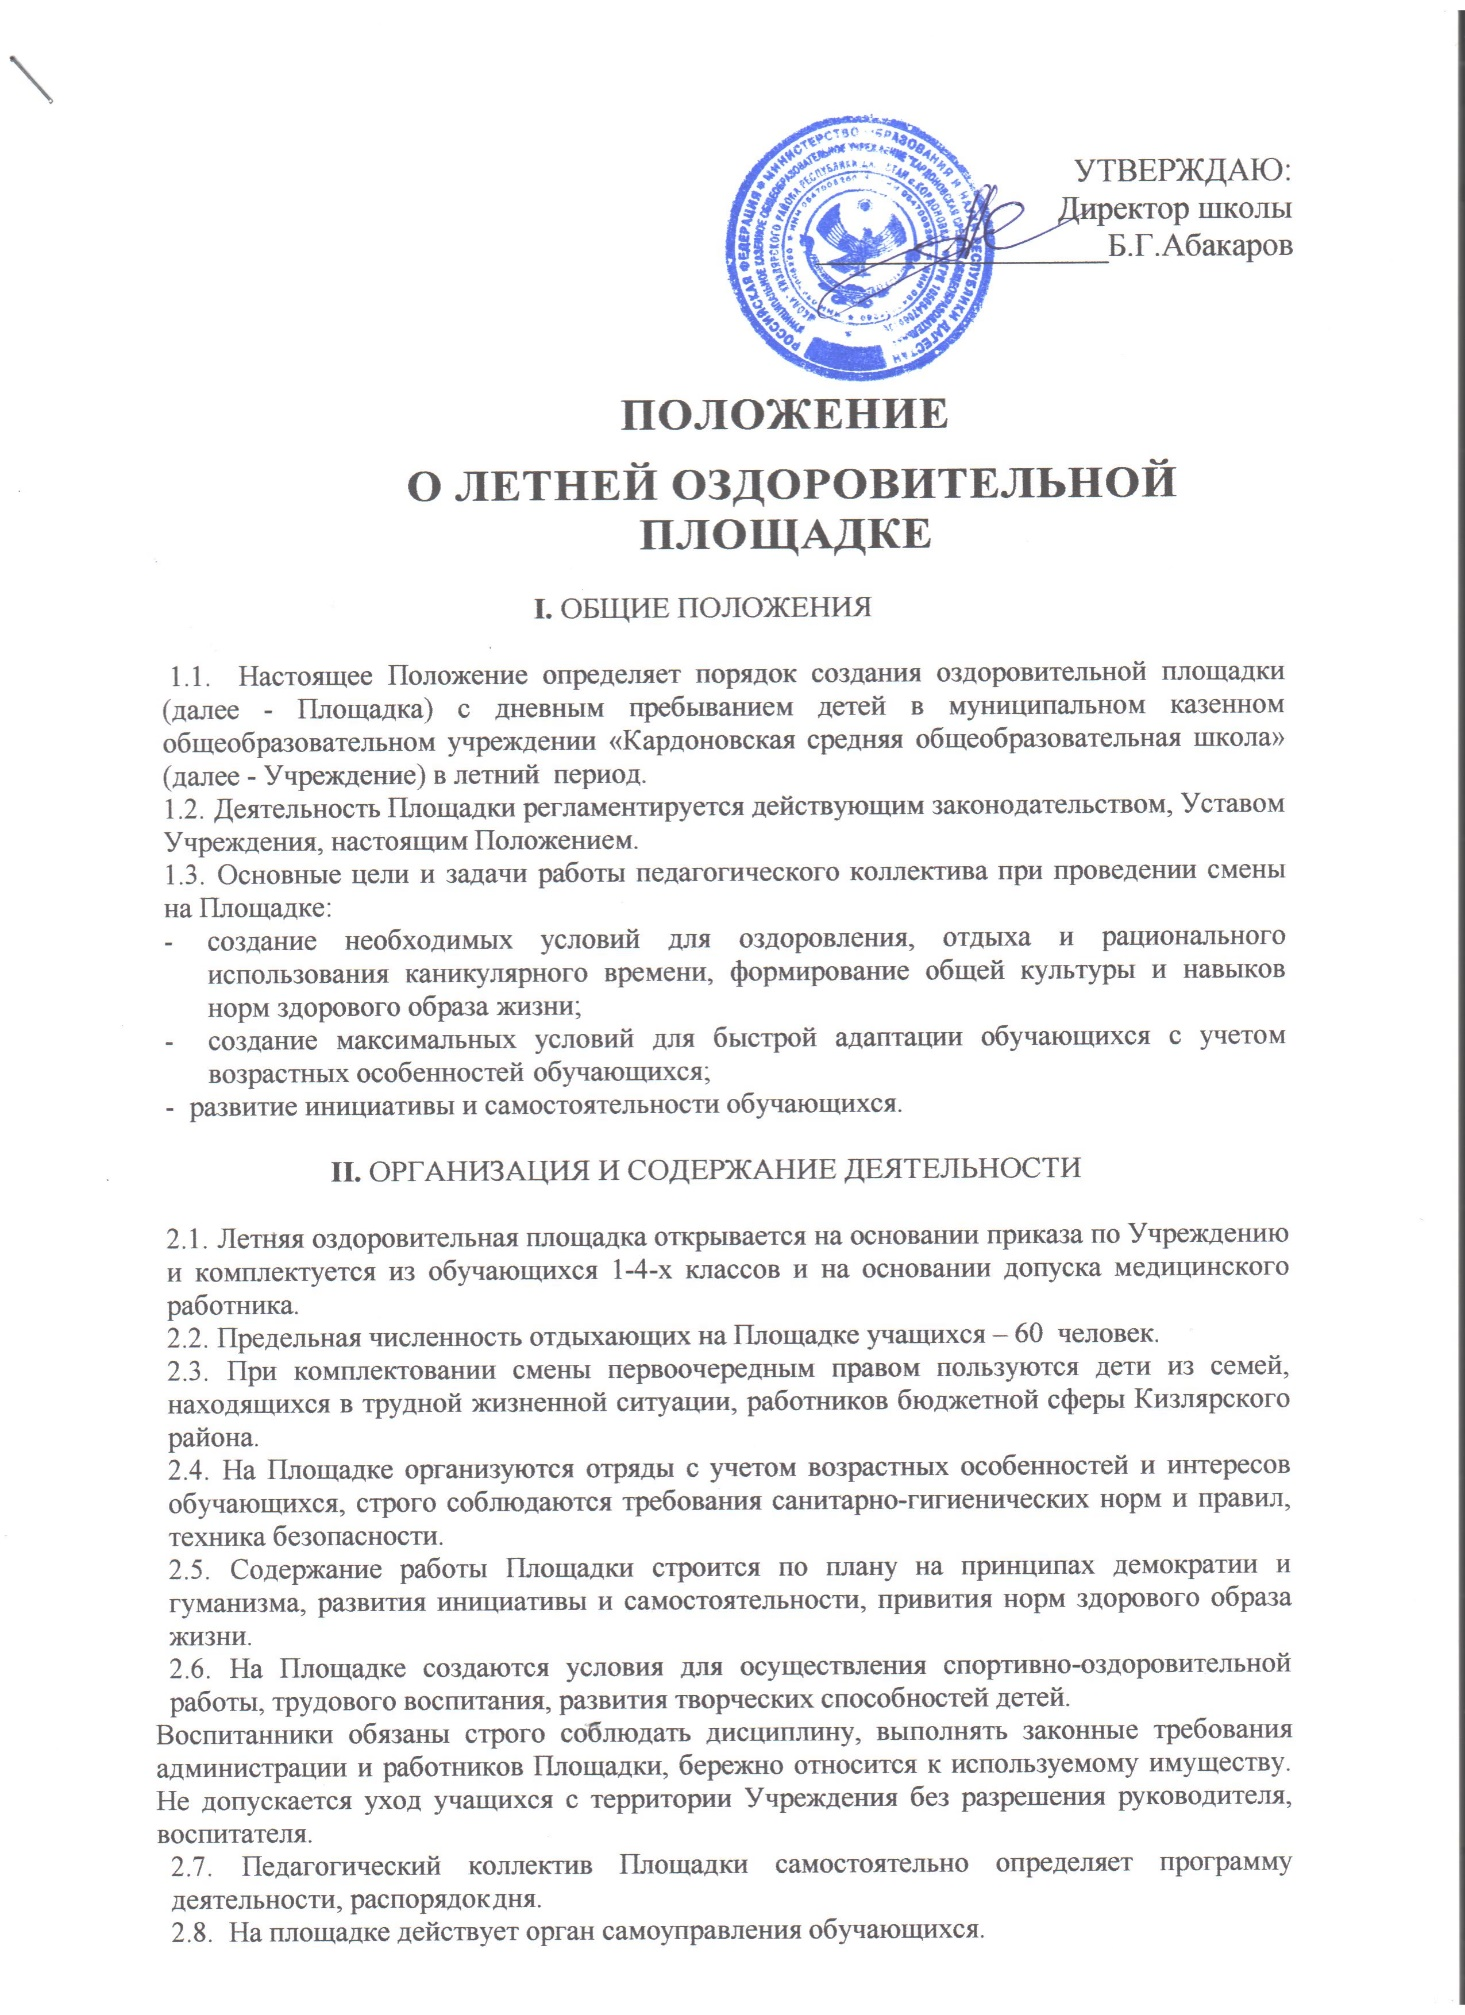 РОССИЙСКАЯ ФЕДЕРАЦИЯ * МИНИСТЕРСТВО ОБРАЗОВАНИЯ И РЕСПУБЛИКИ ДАГЕСТАН
УТВЕРЖДАЮ:
Директор школы
Б.Г.Абакаров
ПОЛОЖЕНИЕ
О ЛЕТНЕЙ ОЗДОРОВИТЕЛЬНОЙ
ПЛОЩАДКЕ
I. ОБЩИЕ ПОЛОЖЕНИЯ
1.1. Настоящее Положение определяет порядок создания оздоровительной площадки
(далее - Площадка) с дневным пребыванием детей в муниципальном казенном
общеобразовательном учреждении «Кардоновская средняя общеобразовательная школа»
(далее - Учреждение) в летний период.
1.2. Деятельность Площадки регламентируется действующим законодательством, Уставом
Учреждения, настоящим Положением.
1.3. Основные цели и задачи работы педагогического коллектива при проведении смены
на Площадке:
- создание необходимых условий для оздоровления, отдыха и рационального
использования каникулярного времени, формирование общей культуры и навыков
норм здорового образа жизни;
- создание максимальных условий для быстрой адаптации обучающихся с учетом
возрастных особенностей обучающихся;
- развитие инициативы и самостоятельности обучающихся.
II. ОРГАНИЗАЦИЯ И СОДЕРЖАНИЕ ДЕЯТЕЛЬНОСТИ
2.1. Летняя оздоровительная площадка открывается на основании приказа по Учреждению
и комплектуется из обучающихся 1-4-х классов и на основании допуска медицинского
работника.
2.2. Предельная численность отдыхающих на Площадке учащихся – 60 человек.
2.3. При комплектовании смены первоочередным правом пользуются дети из семей,
находящихся в трудной жизненной ситуации, работников бюджетной сферы Кизлярского
района.
2.4. На Площадке организуются отряды с учетом возрастных особенностей и интересов
обучающихся, строго соблюдаются требования санитарно-гигиенических норм и правил,
техника безопасности.
2.5. Содержание работы Площадки строится по плану на принципах демократии и
гуманизма, развития инициативы и самостоятельности, привития норм здорового образа
жизни.
2.6. На Площадке создаются условия для осуществления спортивно-оздоровительной
работы, трудового воспитания, развития творческих способностей детей.
Воспитанники обязаны строго соблюдать дисциплину, выполнять законные требования
администрации и работников Площадки, бережно относится к используемому имуществу.
Не допускается уход учащихся с территории Учреждения без разрешения руководителя,
воспитателя.
2.7. Педагогический коллектив Площадки самостоятельно определяет программу
деятельности, распорядок дня.
2.8. На площадке действует орган самоуправления обучающихся.